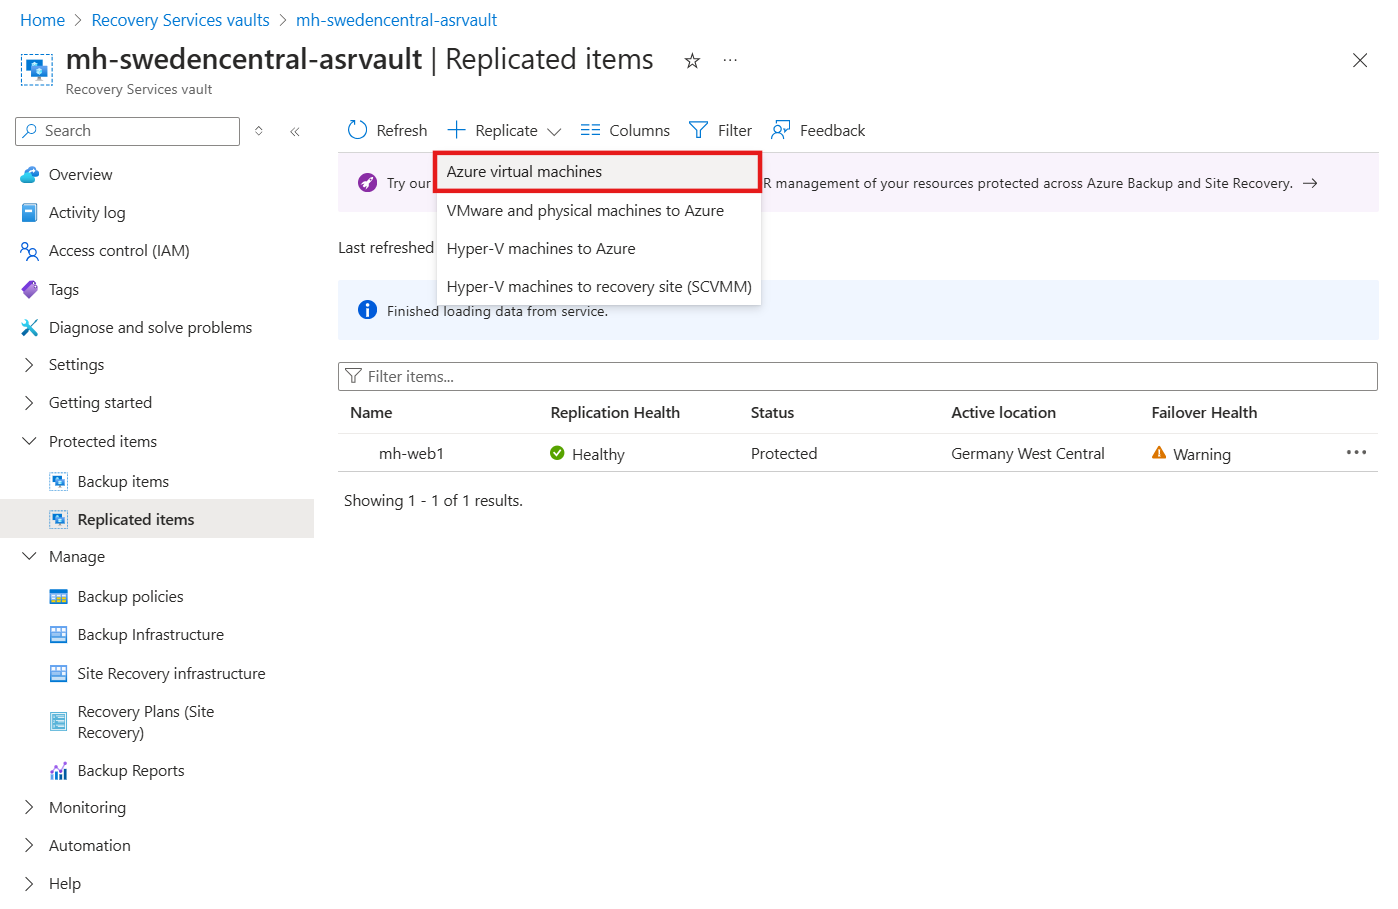 Home > Recovery Services vaults > mh-swedencentral-asrvault
mh-swedencentral-asrvault | Replicated items
Recovery Services vault
Search
Overview
Activity log
Access control (IAM)
Tags
Diagnose and solve problems
Settings
Getting started
Protected items
Backup items
Replicated items
Manage
Backup policies
Backup Infrastructure
Site Recovery infrastructure
Recovery Plans (Site
Recovery)
Backup Reports
Monitoring
Automation
Help
Refresh Replicate Columns Filter Feedback
Azure virtual machines
VMware and physical machines to Azure
Hyper-V machines to Azure
Hyper-V machines to recovery site (SCVMM)
Try our R management of your resources protected across Azure Backup and Site Recovery. →
Last refreshed
Finished loading data from service.
Filter items...
Name Replication Health Status Active location Failover Health
mh-web1 Healthy Protected Germany West Central Warning
Showing 1 - 1 of 1 results.